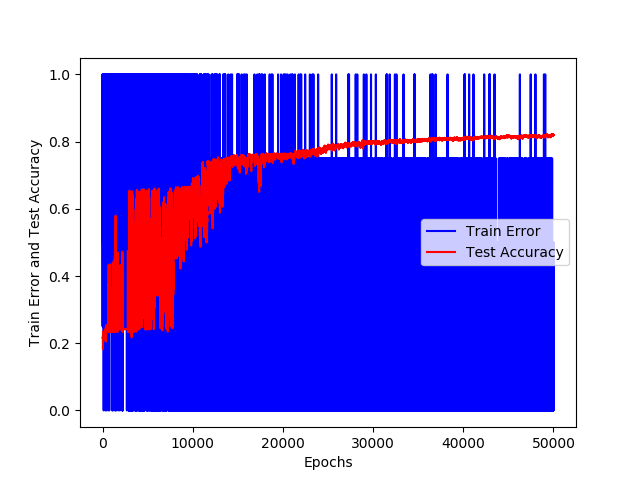 1.0
0.8
0.6
0.4
0.2
0.0
Train Error and Test Accuracy
Train Error
Test Accuracy
0 10000 20000 30000 40000 50000
Epochs